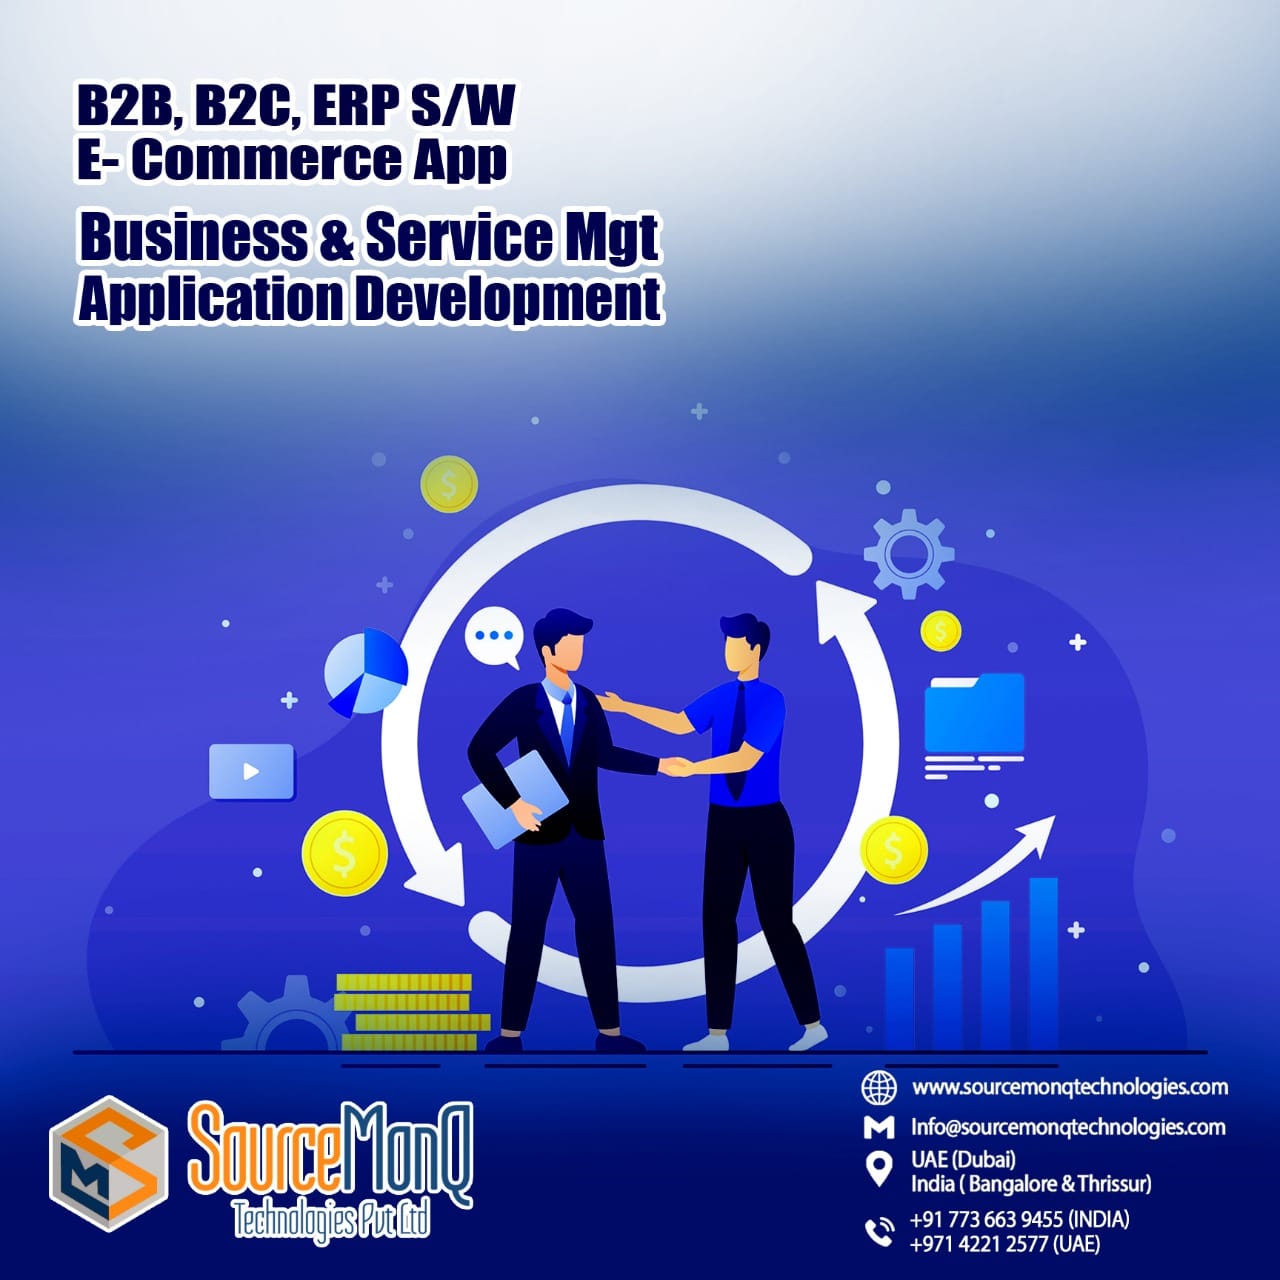 B2B, B2C, ERP S/W
E- Commerce App
Business & Service Mgt
Application Development
$
$
$
$
SourceMonQ
Technologies Pvt Ltd
www.sourcemonqtechnologies.com
Info@sourcemonqtechnologies.com
UAE (Dubai)
India ( Bangalore & Thrissur)
+91 773 663 9455 (INDIA)
+971 4221 2577 (UAE)